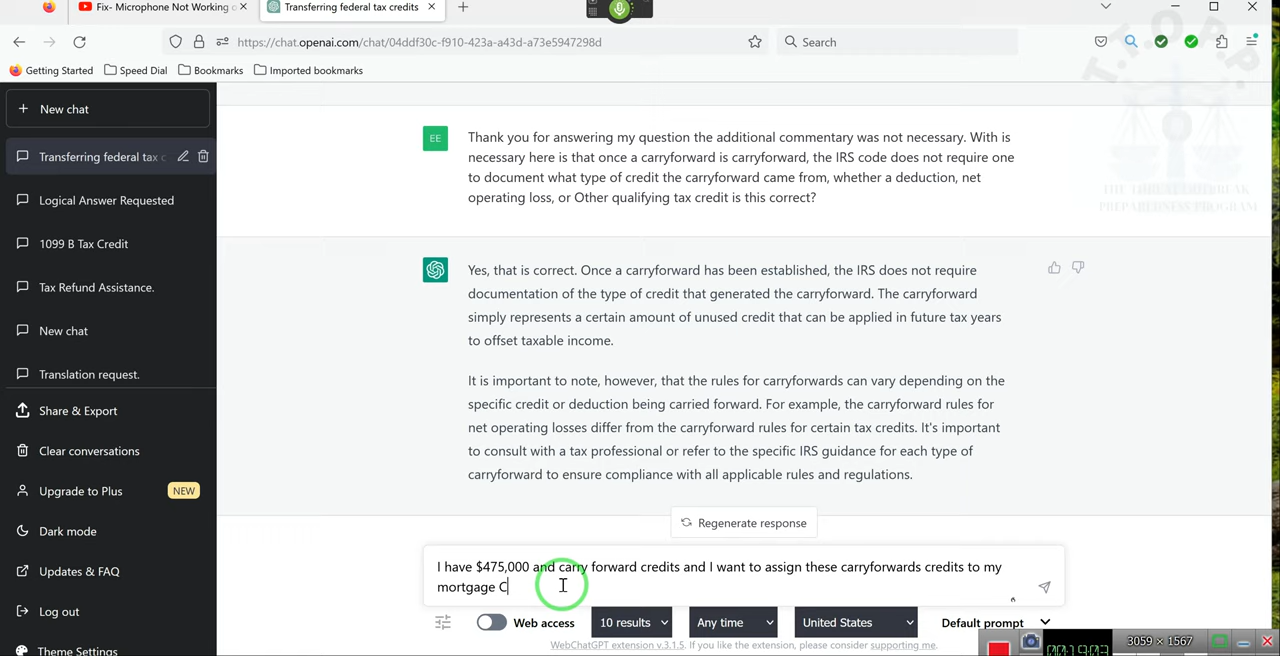 Fix- Microphone Not Working o
Transferring federal tax credits
https://chat.openai.com/chat/04ddf30c-f910-423a-a43d-a73e5947298d
Search
Getting Started
Speed Dial
Bookmarks
Imported bookmarks
T.T.O.P.P.
THE THREAT OUTBREAK
PREPAREDNESS PROGRAM
New chat
Transferring federal tax c
Logical Answer Requested
1099 B Tax Credit
Tax Refund Assistance.
New chat
Translation request.
Share & Export
Clear conversations
Upgrade to Plus
NEW
Dark mode
Updates & FAQ
Log out
Theme Settings
EE
Thank you for answering my question the additional commentary was not necessary. With is
necessary here is that once a carryforward is carryforward, the IRS code does not require one
to document what type of credit the carryforward came from, whether a deduction, net
operating loss, or Other qualifying tax credit is this correct?
Yes, that is correct. Once a carryforward has been established, the IRS does not require
documentation of the type of credit that generated the carryforward. The carryforward
simply represents a certain amount of unused credit that can be applied in future tax years
to offset taxable income.
It is important to note, however, that the rules for carryforwards can vary depending on the
specific credit or deduction being carried forward. For example, the carryforward rules for
net operating losses differ from the carryforward rules for certain tax credits. It's important
to consult with a tax professional or refer to the specific IRS guidance for each type of
carryforward to ensure compliance with all applicable rules and regulations.
Regenerate response
I have $475,000 and carry forward credits and I want to assign these carryforwards credits to my
mortgage C
Web access
10 results
Any time
United States
Default prompt
WebChatGPT extension v.3.1.5. If you like the extension, please consider supporting me.
3059 × 1567